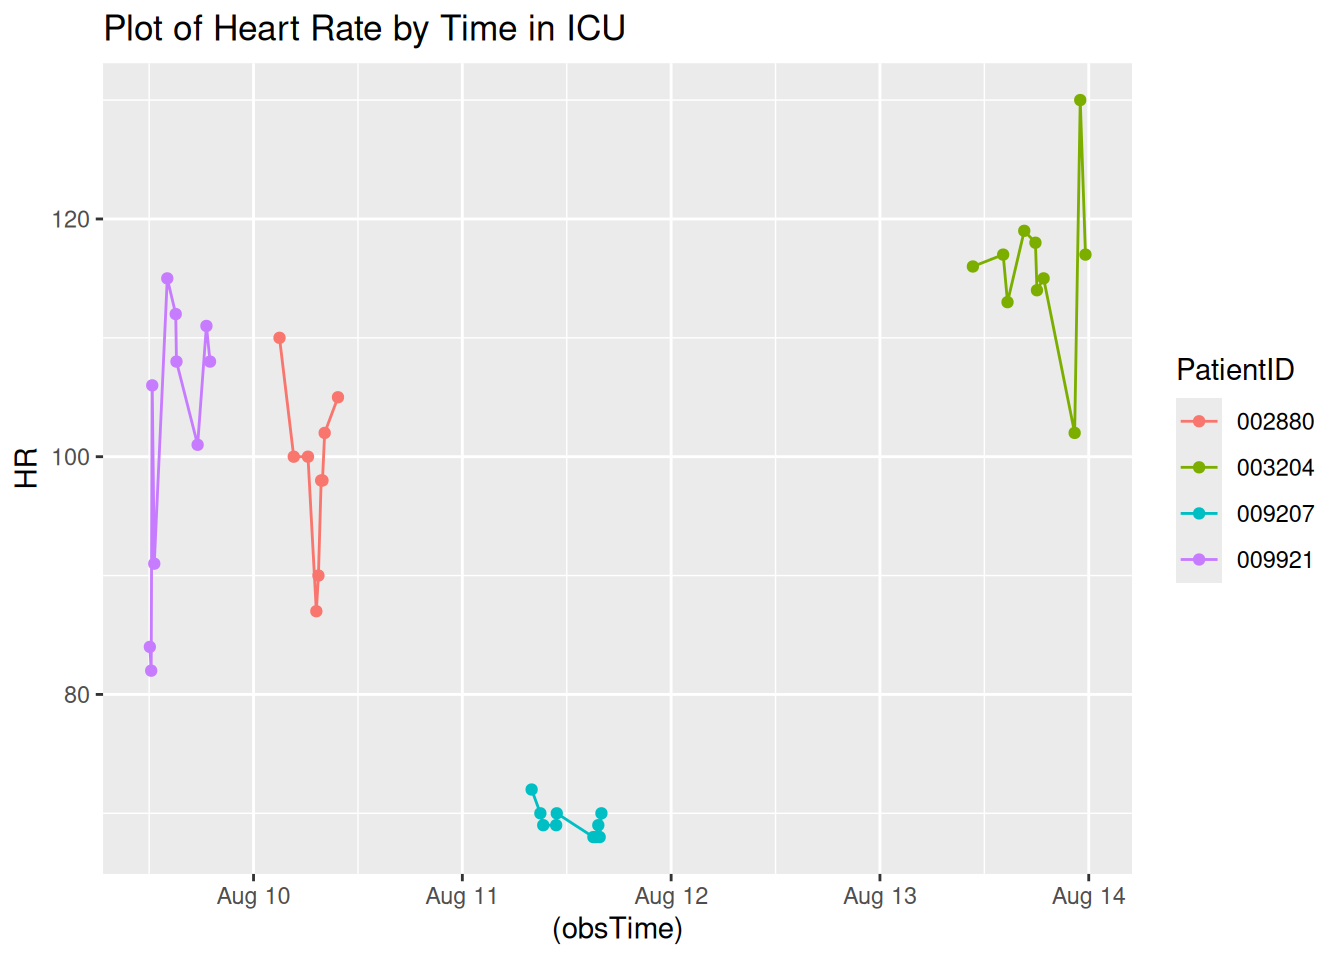 Plot of Heart Rate by Time in ICU
HR
120
100
80
Aug 10 Aug 11 Aug 12 Aug 13 Aug 14
(obsTime)
PatientID
002880
003204
009207
009921